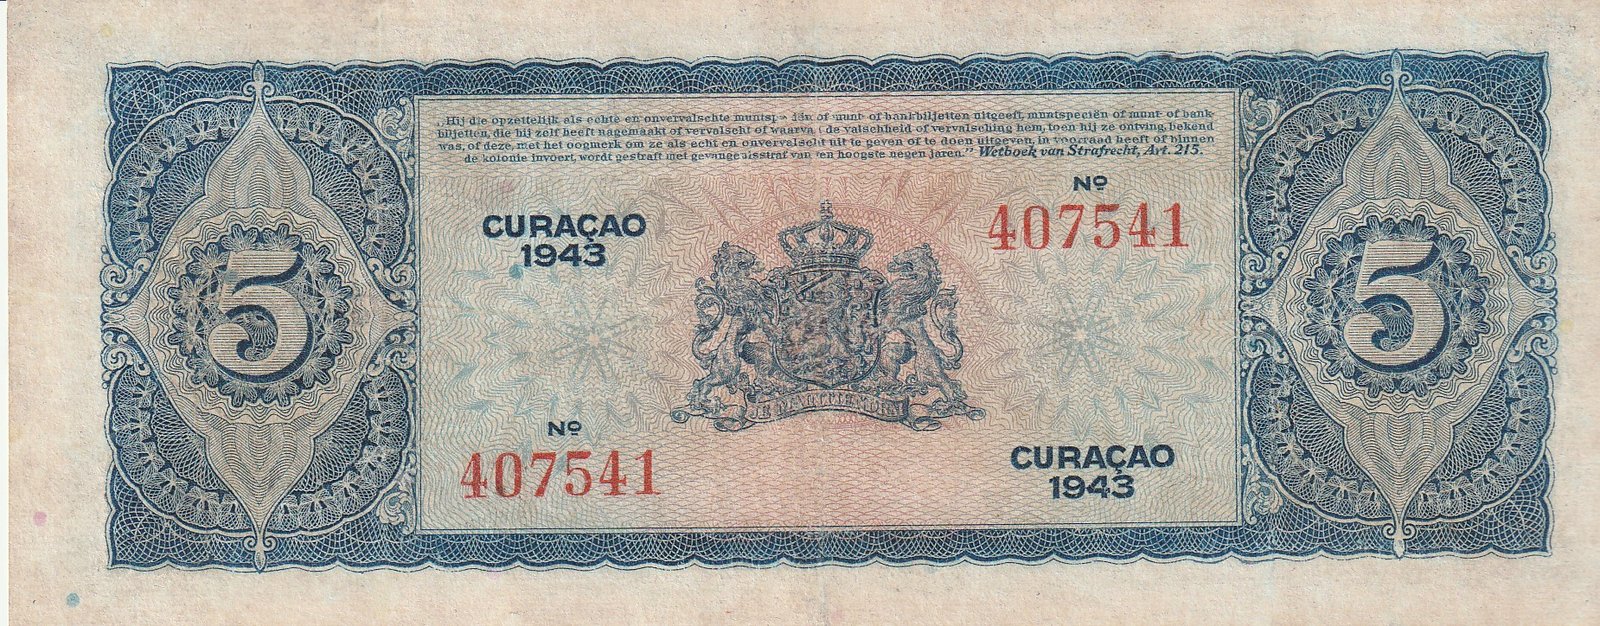 „Hij die opzettelijk als echte en onvervalschte munts, iën of munt- of bankbiljetten uitgeeft, muntspeciën of munt- of bank-
biljetten, die hij zelf heeft nagemaakt of vervalscht of waarva de valschheid of vervalsching hem, toen hij ze ontving, bekend
was, of deze, met het oogmerk om ze als echt en onvervalscht uit te geven of te doen uitgeven, in voorraad heeft of binnen
de kolonie invoert, wordt gestraft met gevangenisstraf van ten hoogste negen jaren.” Wetboek van Strafrecht, Art. 215.
CURAÇAO
1943
Nº
407541
5
5
JE MAINTIENDRAI
Nº
407541
CURAÇAO
1943